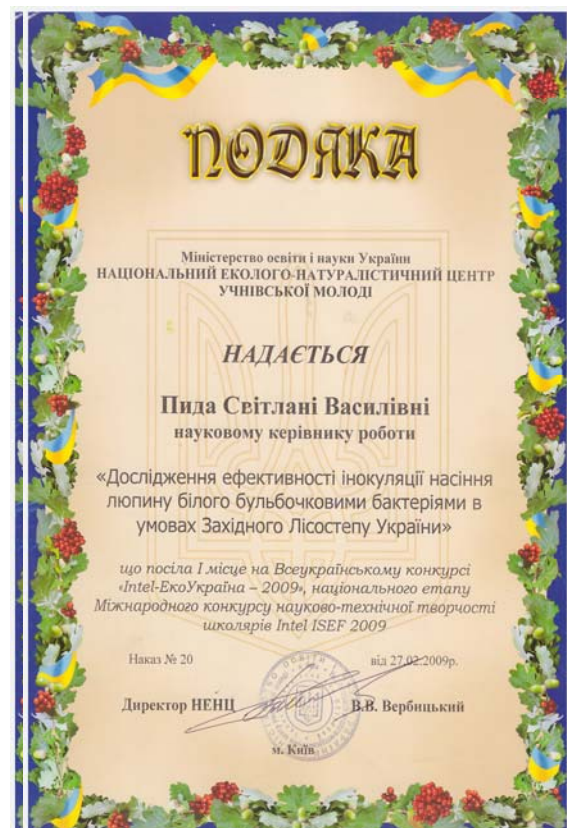 ПОДЯКА
Міністерство освіти і науки України
НАЦІОНАЛЬНИЙ ЕКОЛОГО-НАТУРАЛІСТИЧНИЙ ЦЕНТР
УЧНІВСЬКОЇ МОЛОДІ
НАДАЄТЬСЯ
Пида Світлані Василівні
науковому керівнику роботи
«Дослідження ефективності інокуляції насіння
люпину білого бульбочковими бактеріями в
умовах Західного Лісостепу України»
що посіла І місце на Всеукраїнському конкурсі
«Intel-ЕкоУкраїна – 2009», національного етапу
Міжнародного конкурсу науково-технічної творчості
школярів Intel ISEF 2009
Наказ № 20 від 27.02.2009р.
Директор НЕНЦ В.В. Вербицький
м. Київ